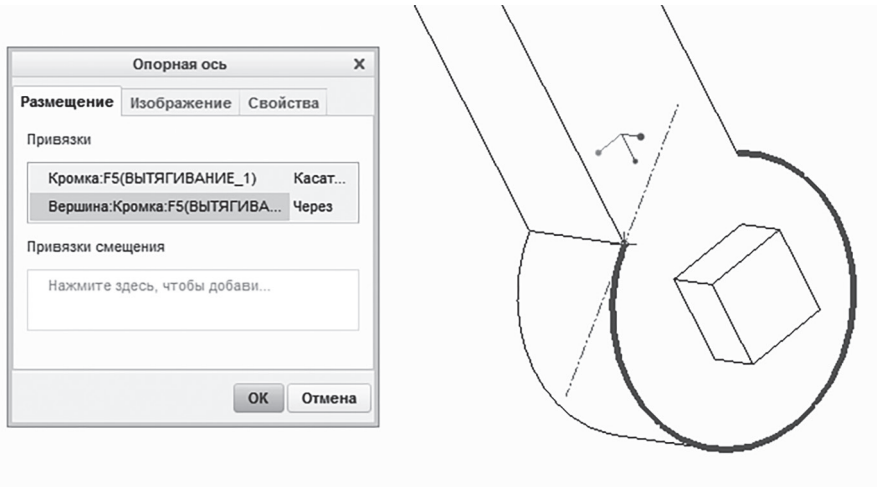 Опорная ось
Размещение Изображение Свойства
Привязки
Кромка:F5(ВЫТЯГИВАНИЕ_1) Касат...
Вершина:Кромка:F5(ВЫТЯГИВА... Через
Привязки смещения
Нажмите здесь, чтобы добави...
OK Отмена